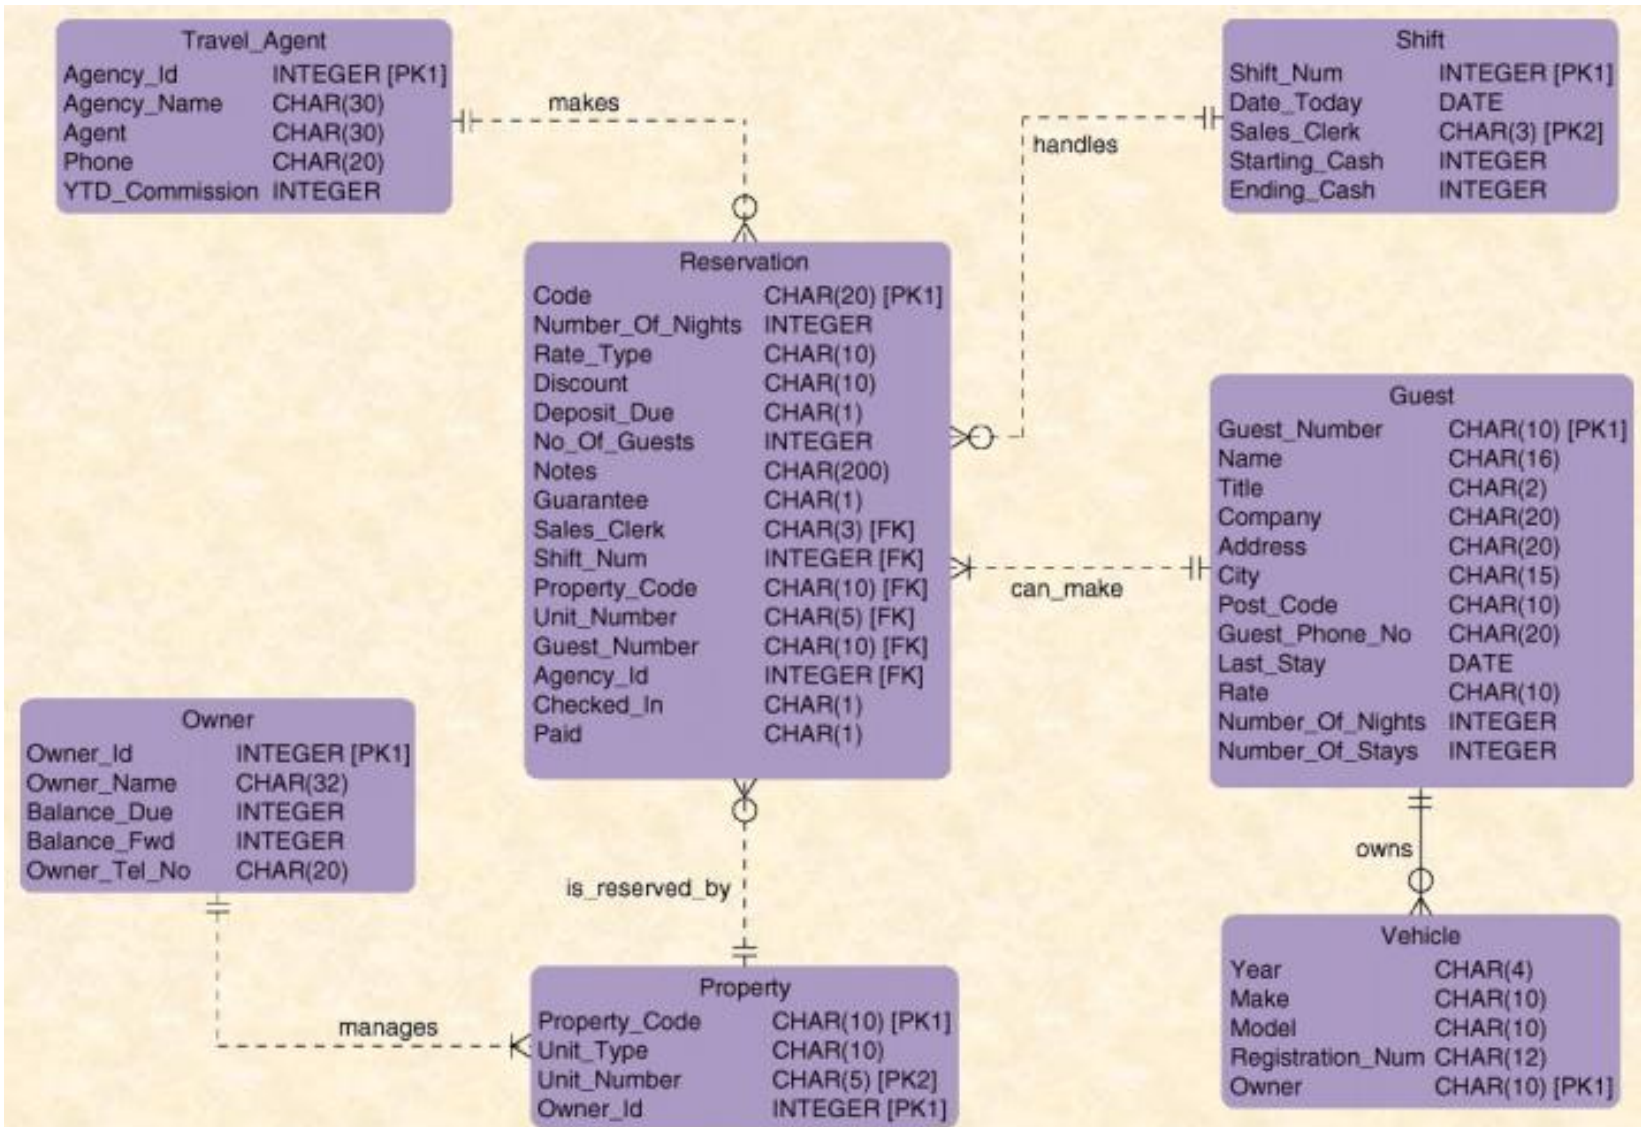 Travel_Agent
Agency_Id INTEGER [PK1]
Agency_Name CHAR(30)
Agent CHAR(30)
Phone CHAR(20)
YTD_Commission INTEGER
makes
handles
Shift
Shift_Num INTEGER [PK1]
Date_Today DATE
Sales_Clerk CHAR(3) [PK2]
Starting_Cash INTEGER
Ending_Cash INTEGER
Reservation
Code CHAR(20) [PK1]
Number_Of_Nights INTEGER
Rate_Type CHAR(10)
Discount CHAR(10)
Deposit_Due CHAR(1)
No_Of_Guests INTEGER
Notes CHAR(200)
Guarantee CHAR(1)
Sales_Clerk CHAR(3) [FK]
Shift_Num INTEGER [FK]
Property_Code CHAR(10) [FK]
Unit_Number CHAR(5) [FK]
Guest_Number CHAR(10) [FK]
Agency_Id INTEGER [FK]
Checked_In CHAR(1)
Paid CHAR(1)
can_make
Guest
Guest_Number CHAR(10) [PK1]
Name CHAR(16)
Title CHAR(2)
Company CHAR(20)
Address CHAR(20)
City CHAR(15)
Post_Code CHAR(10)
Guest_Phone_No CHAR(20)
Last_Stay DATE
Rate CHAR(10)
Number_Of_Nights INTEGER
Number_Of_Stays INTEGER
Owner
Owner_Id INTEGER [PK1]
Owner_Name CHAR(32)
Balance_Due INTEGER
Balance_Fwd INTEGER
Owner_Tel_No CHAR(20)
manages
is_reserved_by
Property
Property_Code CHAR(10) [PK1]
Unit_Type CHAR(10)
Unit_Number CHAR(5) [PK2]
Owner_Id INTEGER [PK1]
owns
Vehicle
Year CHAR(4)
Make CHAR(10)
Model CHAR(10)
Registration_Num CHAR(12)
Owner CHAR(10) [PK1]